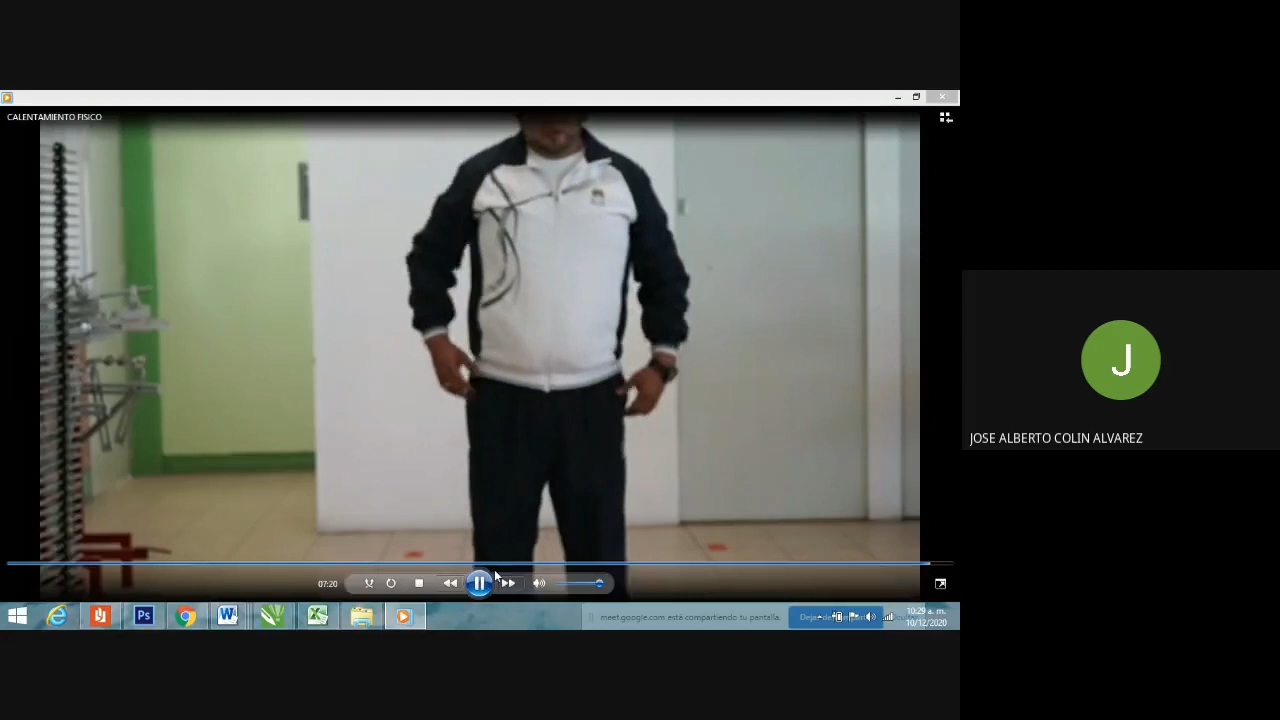 CALENTAMIENTO FISICO
J
JOSE ALBERTO COLIN ALVAREZ
07:20
meet.google.com está compartiendo tu pantalla.
10:29 a. m.
10/12/2020